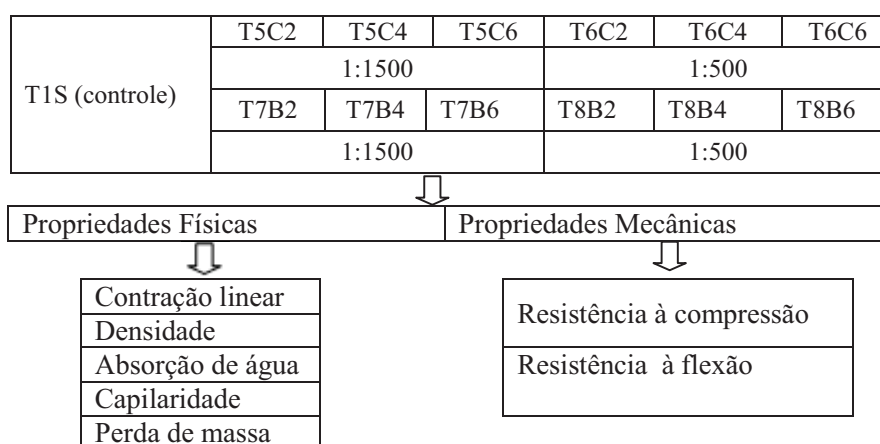 T1S (controle)
T5C2 T5C4 T5C6 T6C2 T6C4 T6C6
1:1500 1:500
T7B2 T7B4 T7B6 T8B2 T8B4 T8B6
1:1500 1:500
Propriedades Físicas Propriedades Mecânicas
Contração linear
Densidade
Absorção de água
Capilaridade
Perda de massa
Resistência à compressão
Resistência à flexão